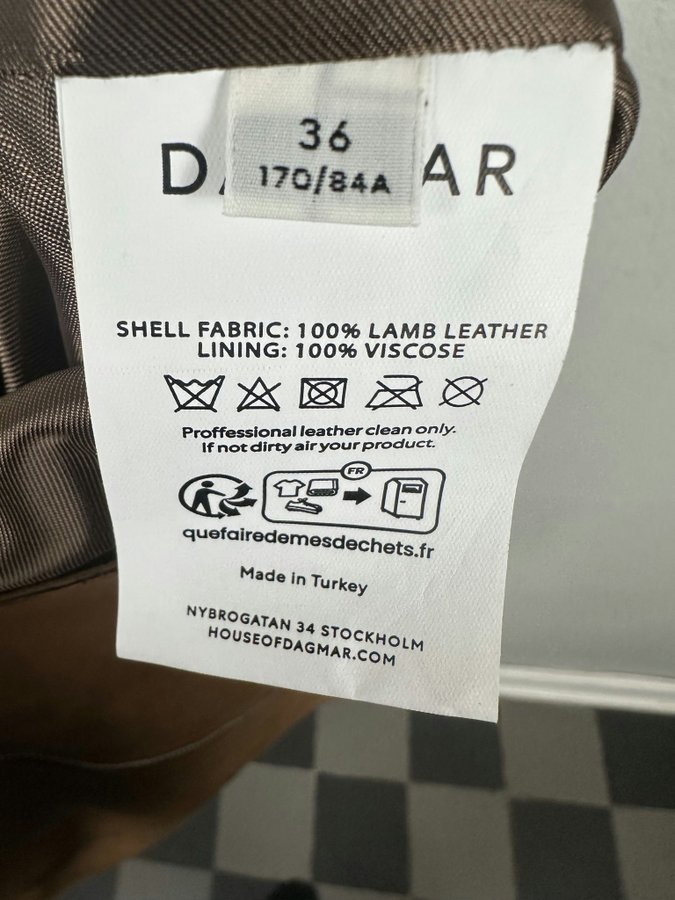 36
170/84A
SHELL FABRIC: 100% LAMB LEATHER
LINING: 100% VISCOSE
Proffessional leather clean only.
If not dirty air your product.
FR
quefairedemesdechets.fr
Made in Turkey
NYBROGATAN 34 STOCKHOLM
HOUSEOFDAGMAR.COM